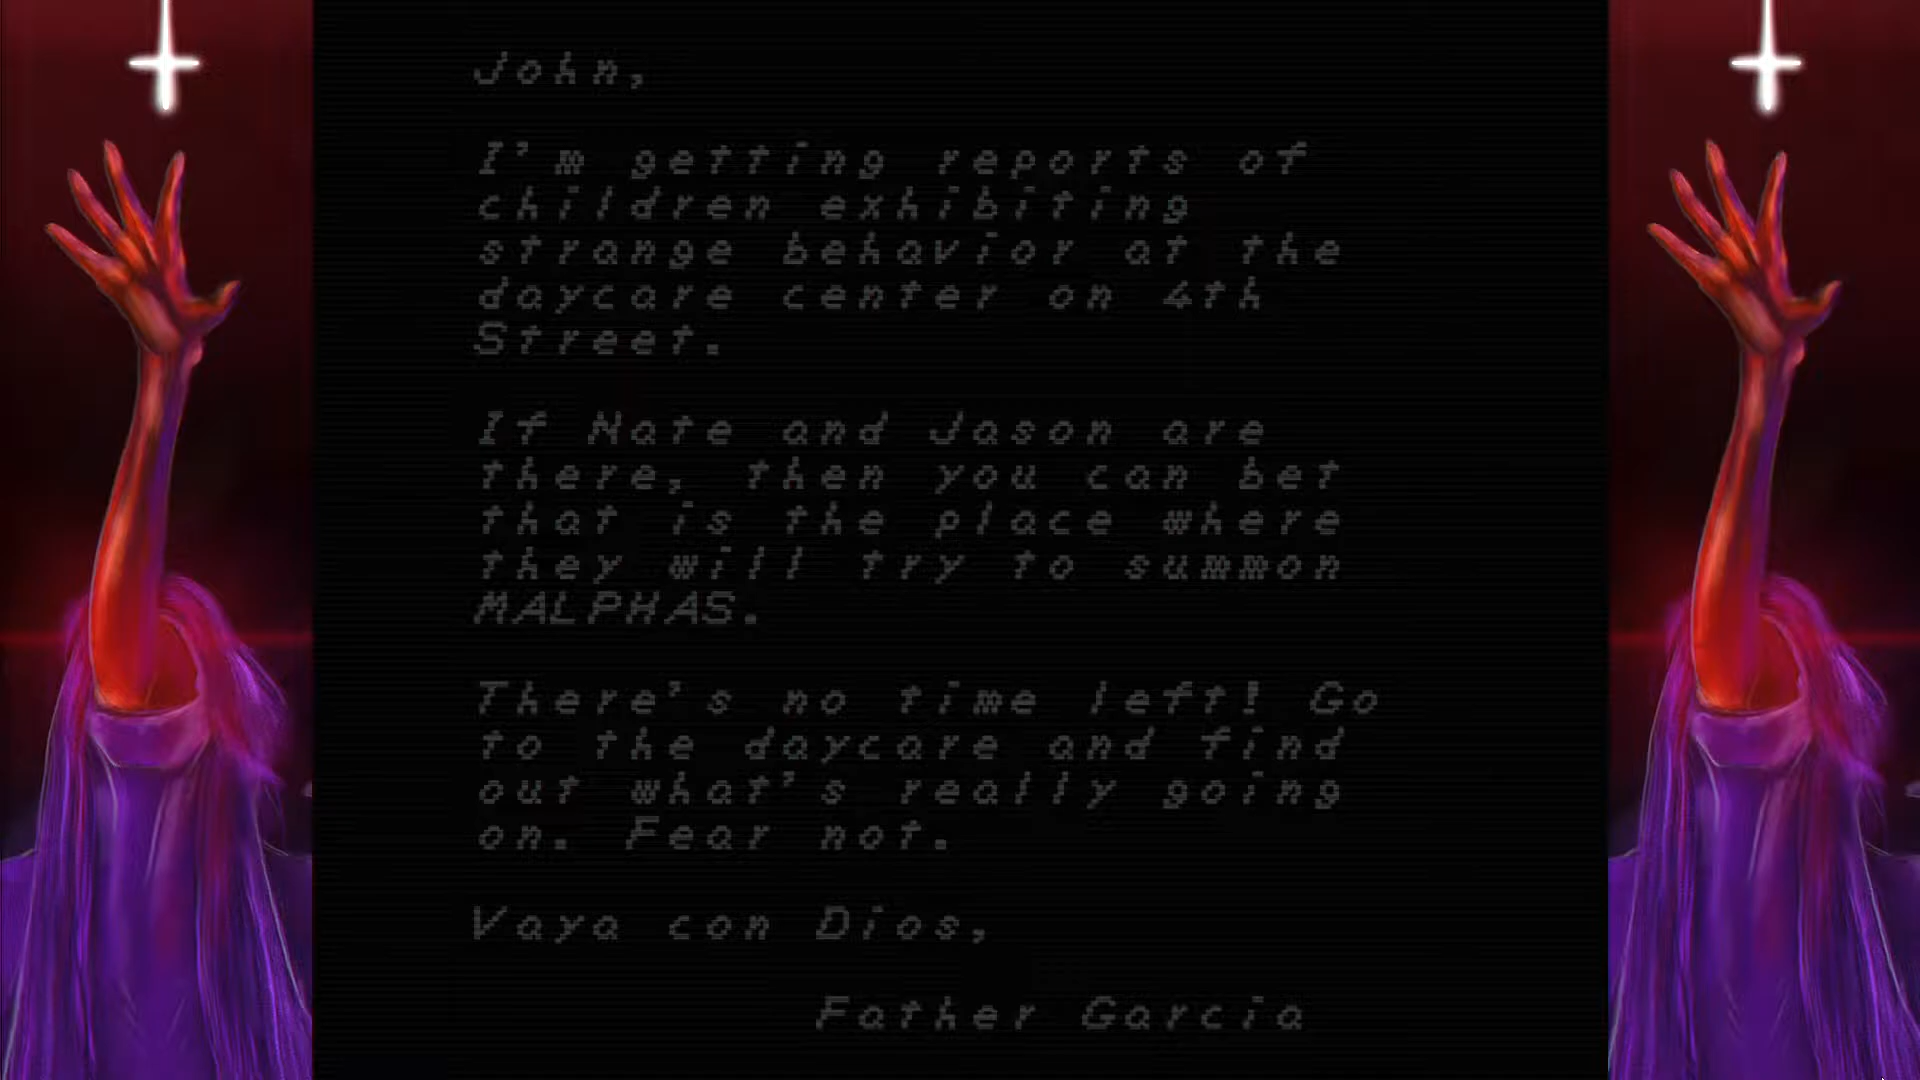 John,
I'm getting reports of
children exhibiting
strange behavior at the
daycare center on 4th
Street.
If Nate and Jason are
there, then you can bet
that is the place where
they will try to summon
MALPHAS.
There's no time left! Go
to the daycare and find
out what's really going
on. Fear not.
Vaya con Dios,
Father Garcia